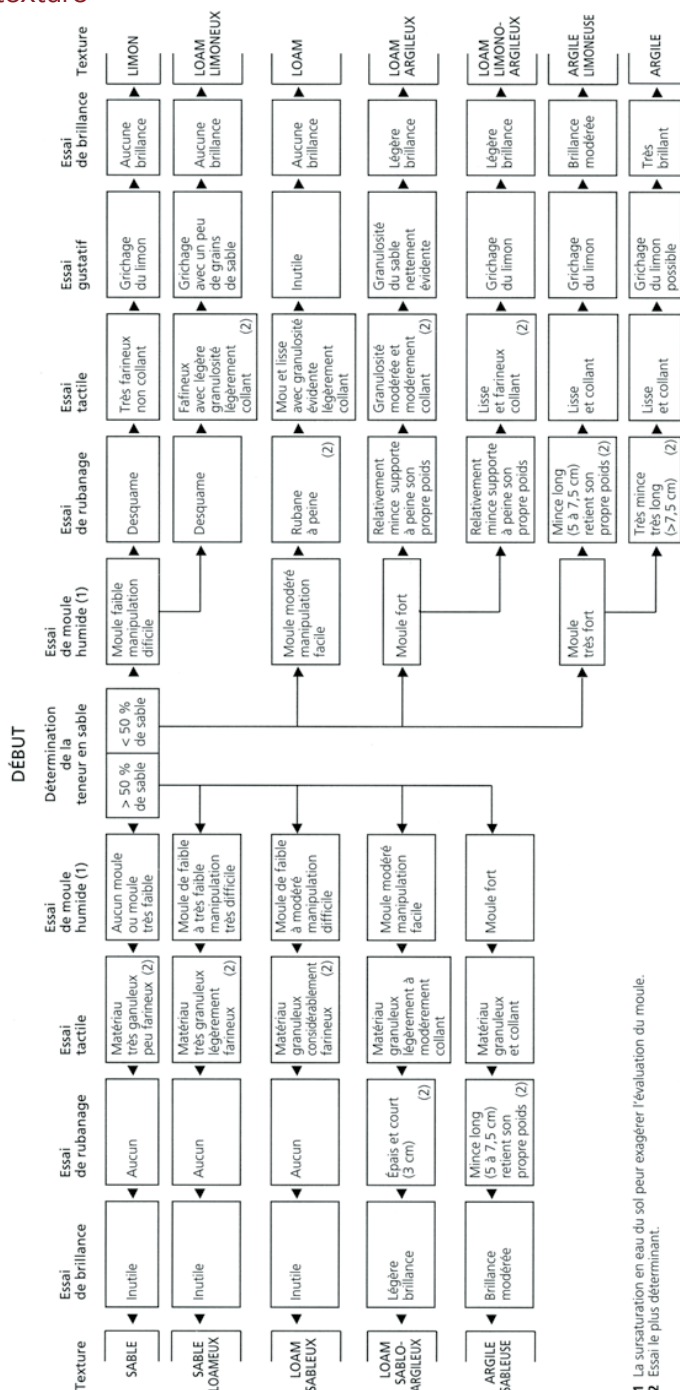 texture
DÉBUT
Texture
Essai
de brillance
Essai
de rubanage
Essai
tactile
Essai
de moule
humide (1)
Détermination
de la
teneur en sable
Essai
de moule
humide (1)
Essai
de rubanage
Essai
tactile
Essai
gustatif
Essai
de brillance
Texture
SABLE
Inutile
Aucun
Matériau
très ganuleux
peu farineux (2)
Aucun moule
ou moule
très faible
> 50 %
de sable
< 50 %
de sable
Moule faible
manipulation
dificile
Desquame
Très farineux
non collant
Grichage
du limon
Aucune
brillance
LIMON
SABLE
LOAMEUX
Inutile
Aucun
Matériau
très granuleux
légèrement
farineux (2)
Moule de faible
à très faible
manipulation
très difficile
Desquame
Fafineux
avec légère
granulosité
légèrement
collant (2)
Grichage
avec un peu
de grains
de sable
Aucune
brillance
LOAM
LIMONEUX
LOAM
SABLEUX
Inutile
Aucun
Matériau
granuleux
considérablement
farineux (2)
Moule de faible
à modéré
manipulation
difficile
Moule modéré
manipulation
facile
Rubane
à peine
(2)
Mou et lisse
avec granulosité
évidente
légèrement
collant
Inutile
Aucune
brillance
LOAM
LOAM
SABLO-
ARGILEUX
Légère
brillance
Épais et court
(3 cm)
(2)
Matériau
granuleux
légèrement à
modérement
collant
Moule modéré
manipulation
facile
Moule fort
Relativement
mince supporte
à peine son
propre poids
Granulosité
modérée et
modérément
collant (2)
Granulosité
du sable
nettement
évidente
Légère
brillance
LOAM
ARGILEUX
ARGILE
SABLEUSE
Brillance
modérée
Mince long
(5 à 7,5 cm)
retient son
propre poids (2)
Matériau
granuleux
et collant
Moule fort
Relativement
mince supporte
à peine son
propre poids
Lisse
et farineux
collant (2)
Grichage
du limon
Légère
brillance
LOAM
LIMONO-
ARGILEUX
Moule
très fort
Mince long
(5 à 7,5 cm)
retient son
propre poids (2)
Lisse
et collant
Grichage
du limon
Brillance
modérée
ARGILE
LIMONEUSE
Très mince
très long
(>7,5 cm) (2)
Lisse
et collant
Grichage
du limon
possible
Très
brillant
ARGILE
1 La sursaturation en eau du sol peur exagérer l'évaluation du moule.
2 Essai le plus déterminant.